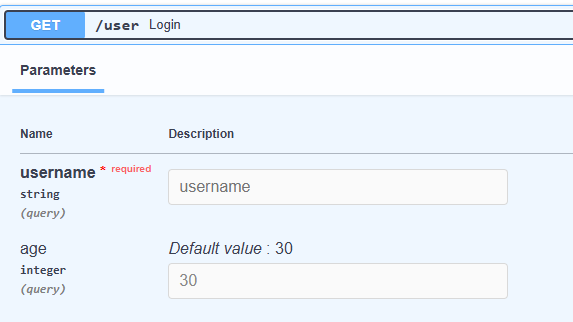 GET /user Login
Parameters
Name Description
username * required
string
(query)
username
age
integer
(query)
Default value : 30
30